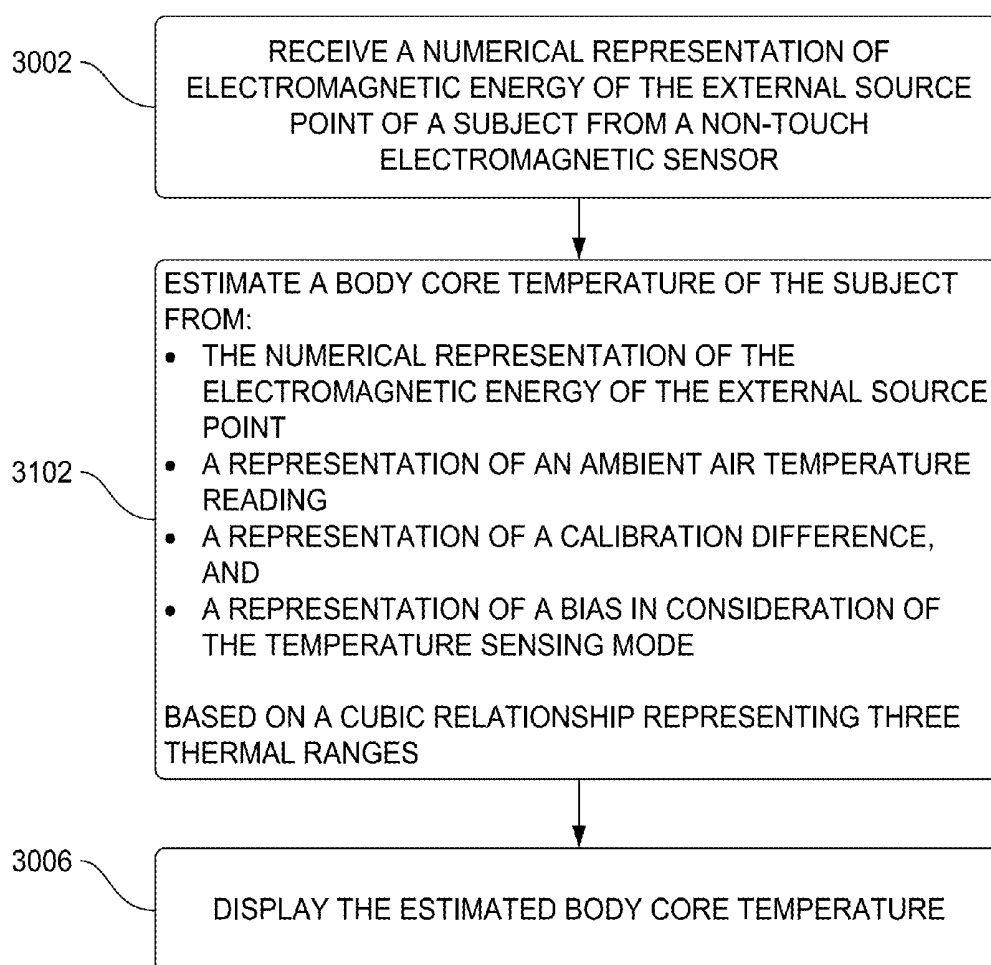 3002
RECEIVE A NUMERICAL REPRESENTATION OF
ELECTROMAGNETIC ENERGY OF THE EXTERNAL SOURCE
POINT OF A SUBJECT FROM A NON-TOUCH
ELECTROMAGNETIC SENSOR
3102
ESTIMATE A BODY CORE TEMPERATURE OF THE SUBJECT
FROM:
• THE NUMERICAL REPRESENTATION OF THE
ELECTROMAGNETIC ENERGY OF THE EXTERNAL SOURCE
POINT
• A REPRESENTATION OF AN AMBIENT AIR TEMPERATURE
READING
• A REPRESENTATION OF A CALIBRATION DIFFERENCE,
AND
• A REPRESENTATION OF A BIAS IN CONSIDERATION OF
THE TEMPERATURE SENSING MODE
BASED ON A CUBIC RELATIONSHIP REPRESENTING THREE
THERMAL RANGES
3006
DISPLAY THE ESTIMATED BODY CORE TEMPERATURE